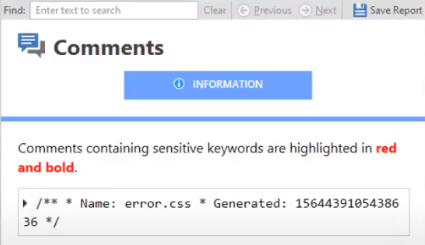 Find: Enter text to search Clear Previous Next Save Report
Comments
INFORMATION
Comments containing sensitive keywords are highlighted in red
and bold.
/** * Name: error.css * Generated: 15644391054386
36 */